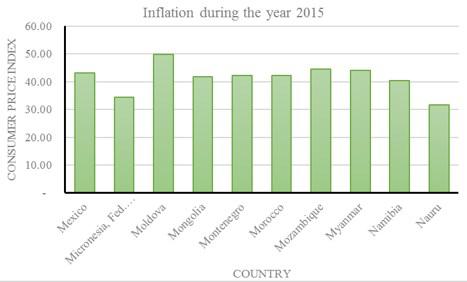 Inflation during the year 2015
CONSUMER PRICE INDEX
60.00
50.00
40.00
30.00
20.00
10.00
-
Mexico
Micronesia, Fed.…
Moldova
Mongolia
Montenegro
Morocco
Mozambique
Myanmar
Namibia
Nauru
COUNTRY